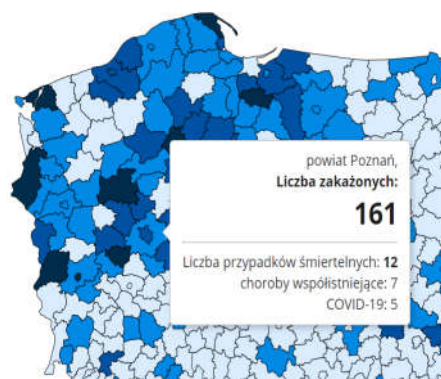 powiat Poznań,
Liczba zakażonych:
161
Liczba przypadków śmiertelnych: 12
choroby współistniejące: 7
COVID-19: 5